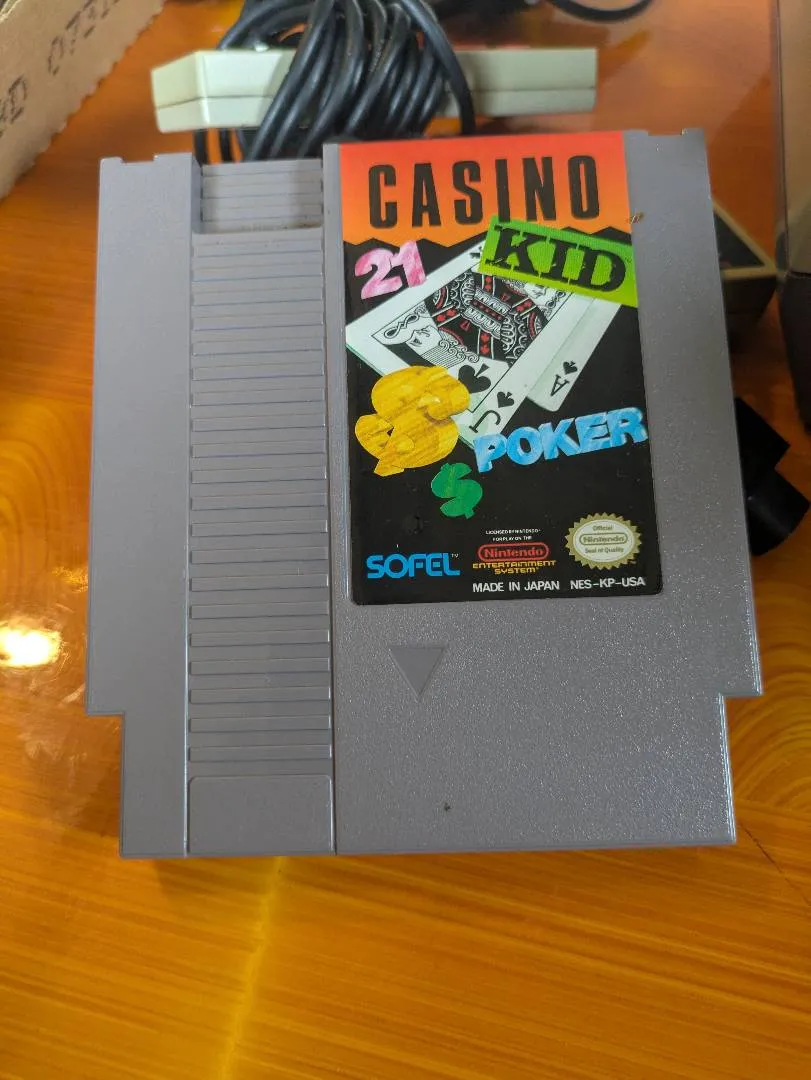 CASINO
KID
21
A
J
POKER
$
$
SOFEL™
LICENSED BY NINTENDO®
FOR PLAY ON THE
Nintendo
ENTERTAINMENT
SYSTEM®
Official
Nintendo
Seal of Quality
MADE IN JAPAN NES-KP-USA